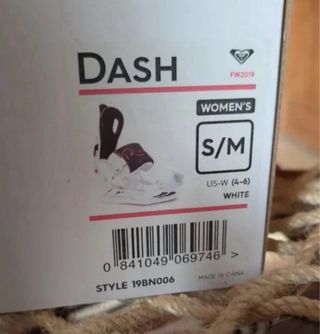 DASH
FW2019
WOMEN'S
S/M
US-W (4-6)
WHITE
0 841049 069746 >
STYLE 19BN006
MADE IN CHINA